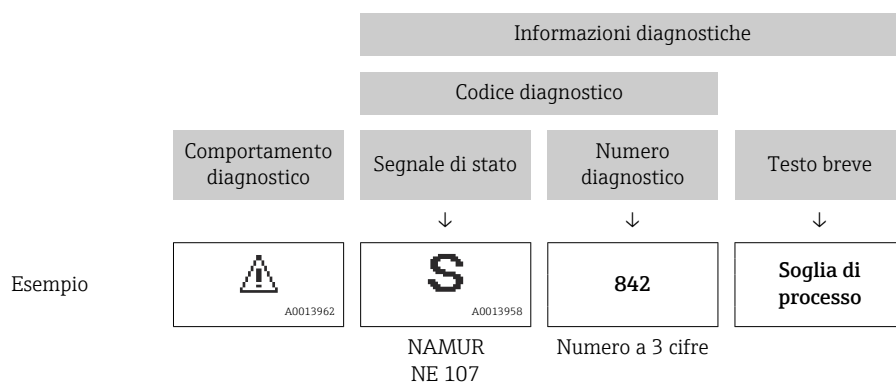 Informazioni diagnostiche
Codice diagnostico
Comportamento
diagnostico
Segnale di stato
Numero
diagnostico
Testo breve
↓ ↓ ↓
Esempio
A0013962
S
A0013958
842
Soglia di
processo
NAMUR
NE 107
Numero a 3 cifre